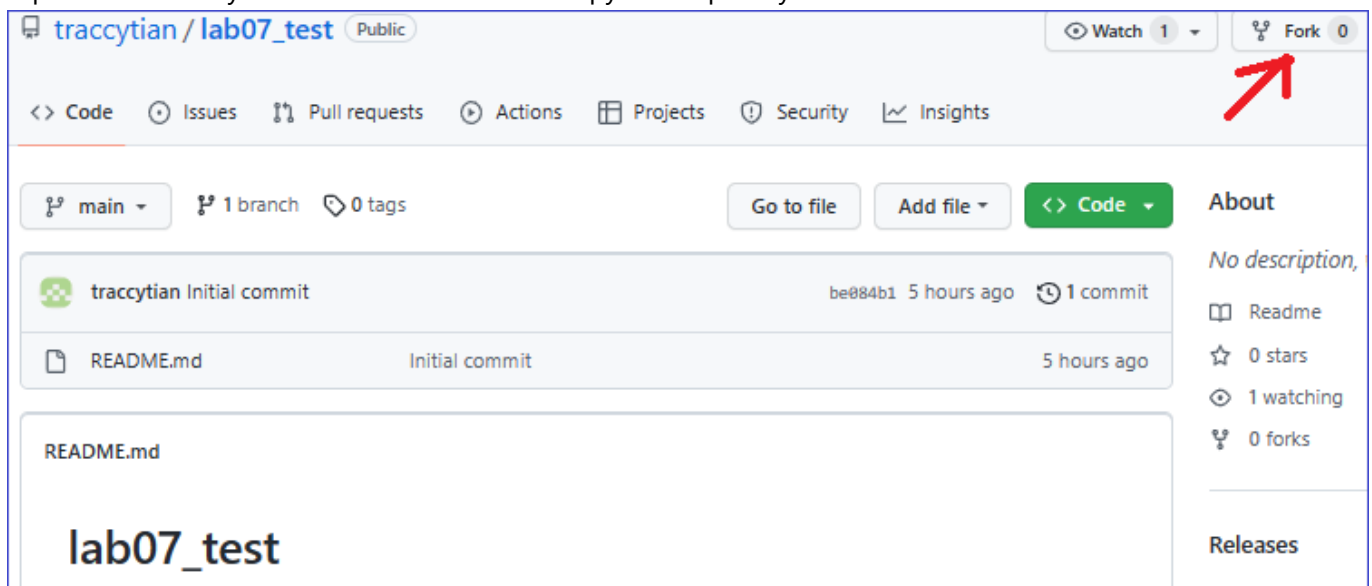 traccytian / lab07_test Public Watch 1 Fork 0
Code Issues Pull requests Actions Projects Security Insights
main 1 branch 0 tags Go to file Add file Code About
No description,
traccytian Initial commit be084b1 5 hours ago 1 commit
Readme
README.md Initial commit 5 hours ago 0 stars
1 watching
README.md 0 forks
lab07_test Releases